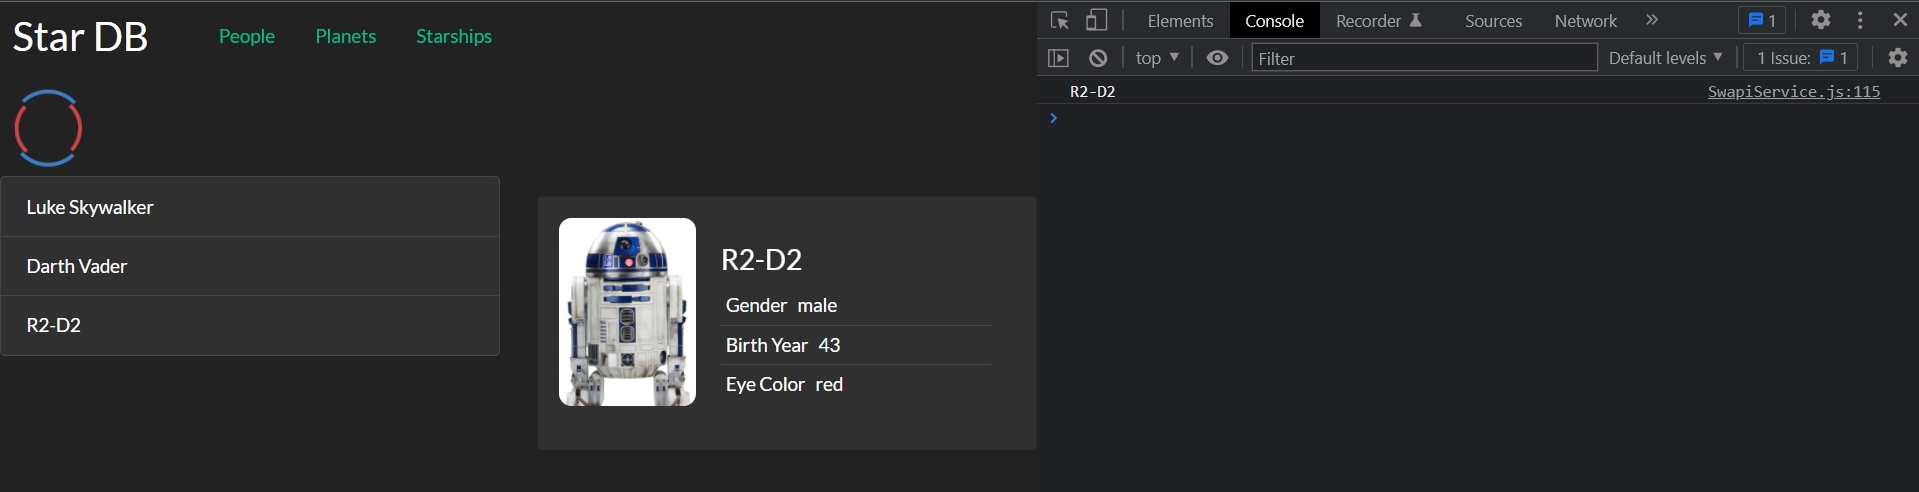 Star DB People Planets Starships
Luke Skywalker
Darth Vader
R2-D2
R2-D2
Gender male
Birth Year 43
Eye Color red
Elements Console Recorder Sources Network » 1
top Filter Default levels 1 Issue: 1
R2-D2 SwapiService.js:115